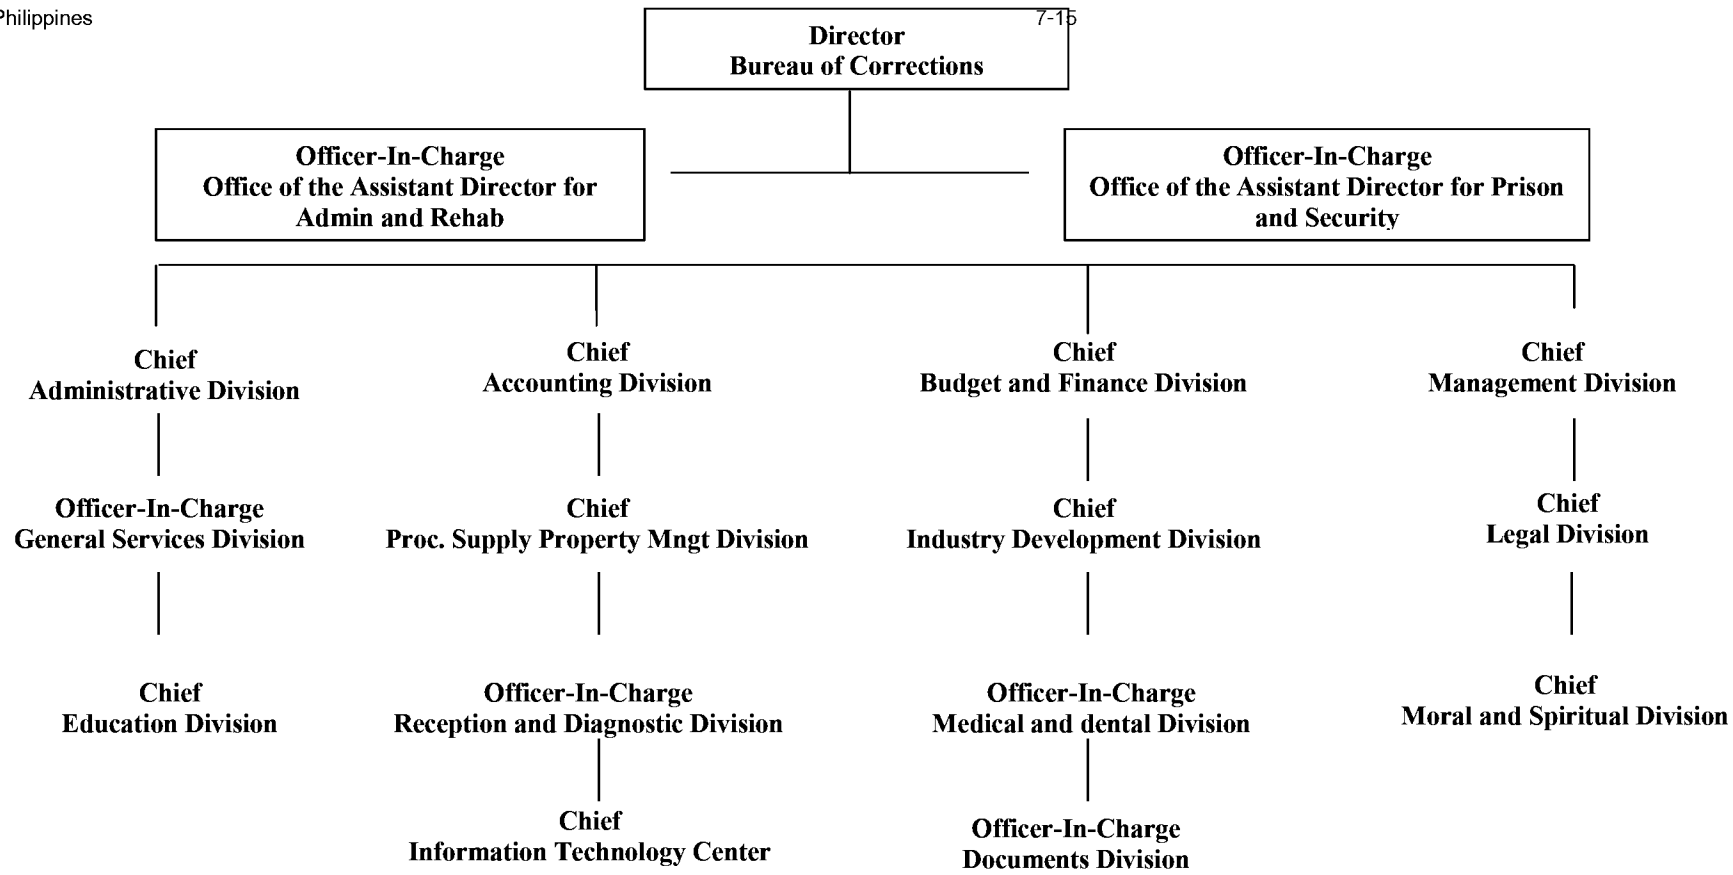 Philippines
7-15
Director
Bureau of Corrections
Officer-In-Charge
Office of the Assistant Director for
Admin and Rehab
Officer-In-Charge
Office of the Assistant Director for Prison
and Security
Chief
Administrative Division
Chief
Accounting Division
Chief
Budget and Finance Division
Chief
Management Division
Officer-In-Charge
General Services Division
Chief
Proc. Supply Property Mngt Division
Chief
Industry Development Division
Chief
Legal Division
Chief
Education Division
Officer-In-Charge
Reception and Diagnostic Division
Officer-In-Charge
Medical and dental Division
Chief
Moral and Spiritual Division
Chief
Information Technology Center
Officer-In-Charge
Documents Division